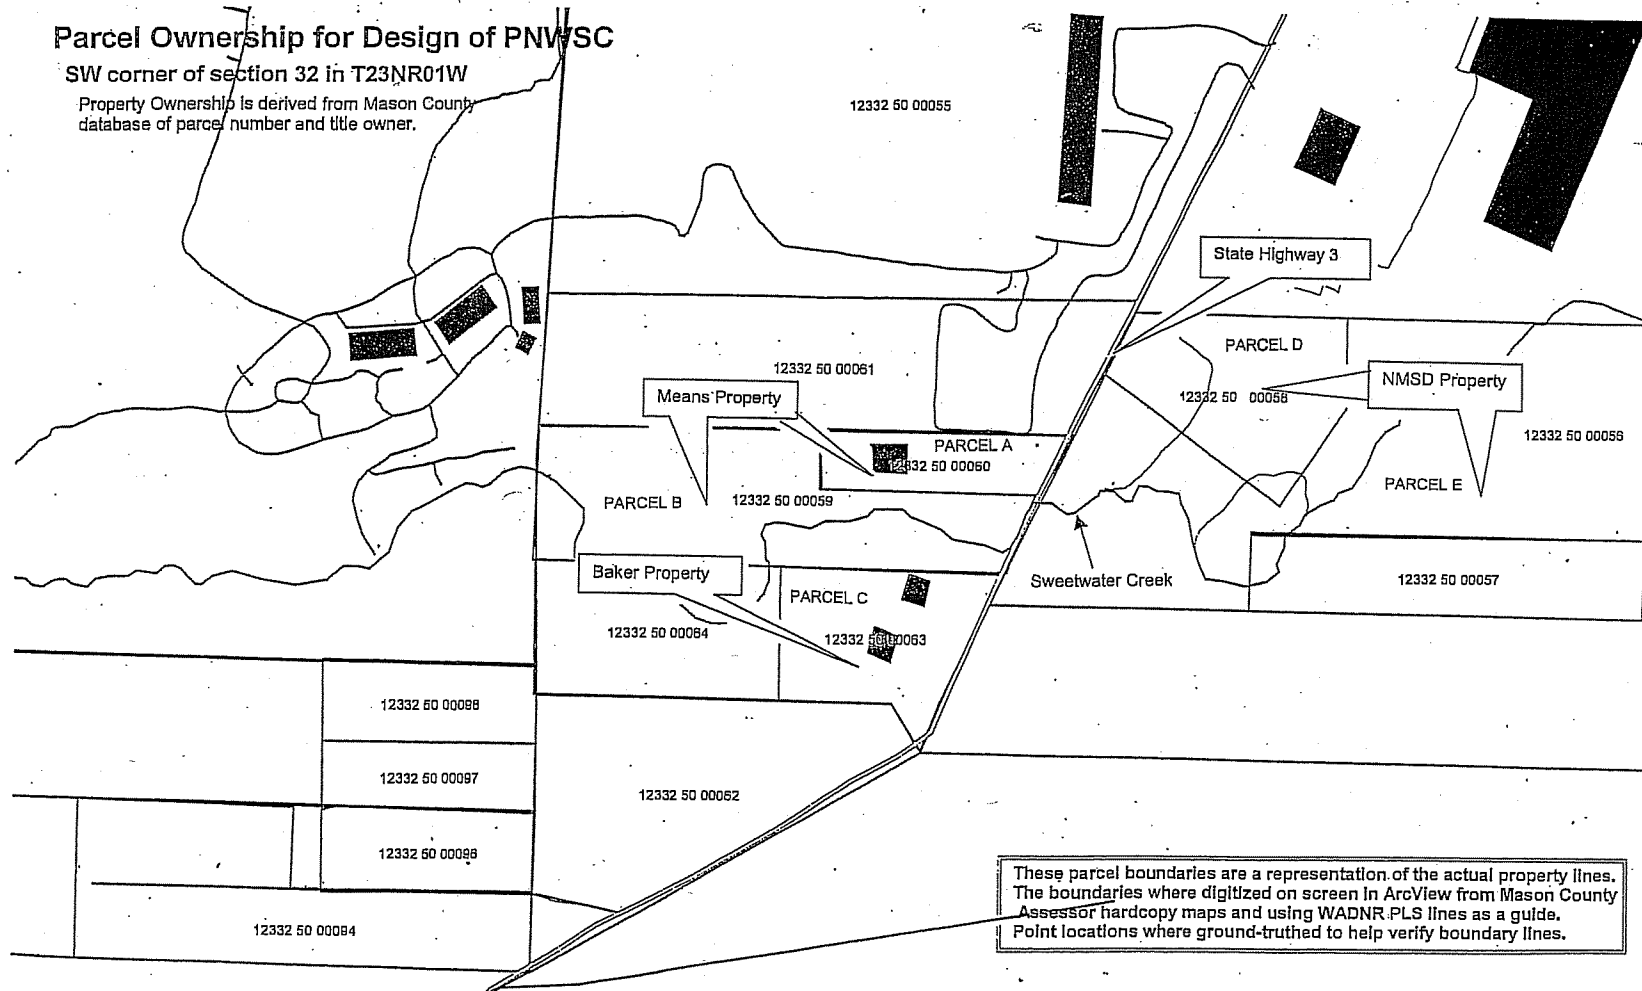 Parcel Ownership for Design of PNWSC
SW corner of section 32 in T23NR01W
Property Ownership is derived from Mason County
database of parcel number and title owner.
12332 50 00055
State Highway 3
PARCEL D
12332 50 00061
NMSD Property
12332 50 00058
Means Property
12332 50 00056
PARCEL A
12332 50 00060
PARCEL E
PARCEL B
12332 50 00059
Baker Property
Sweetwater Creek
12332 50 00057
PARCEL C
12332 50 00064
12332 50 00063
12332 50 00098
12332 50 00097
12332 50 00062
12332 50 00096
12332 50 00094
These parcel boundaries are a representation of the actual property lines.
The boundaries where digitized on screen in ArcView from Mason County
Assessor hardcopy maps and using WADNR PLS lines as a guide.
Point locations where ground-truthed to help verify boundary lines.